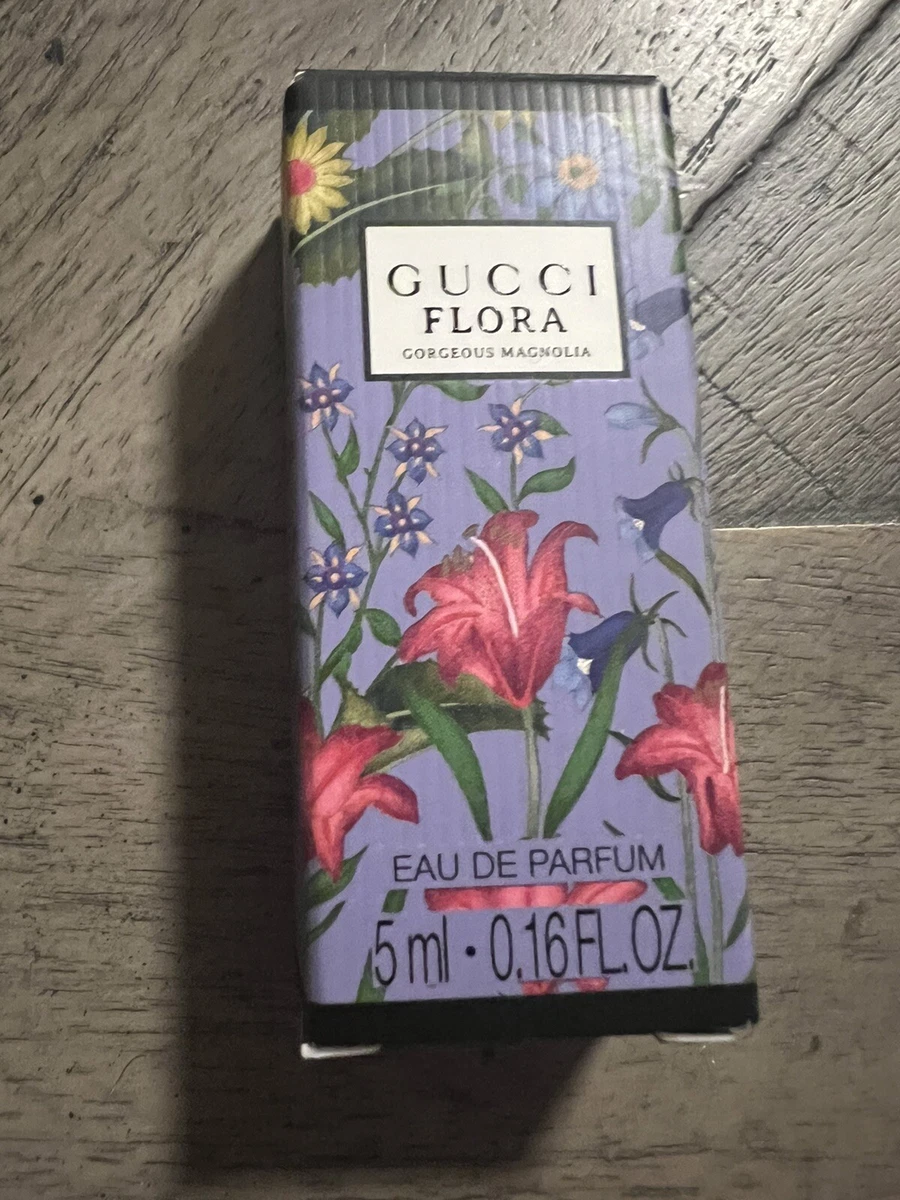 GUCCI
FLORA
GORGEOUS MAGNOLIA
EAU DE PARFUM
5 ml • 0.16 FL. OZ.